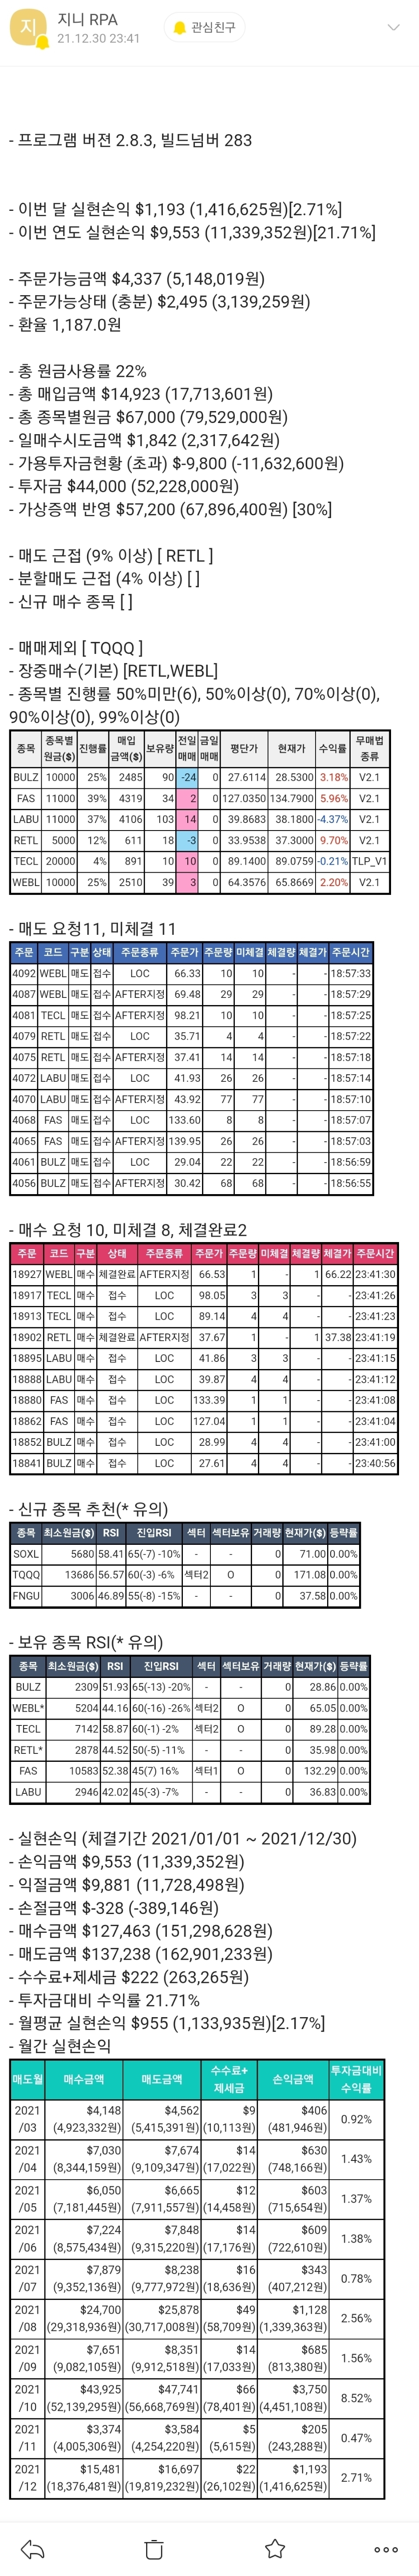 지
지니 RPA
21.12.30 23:41
관심친구
- 프로그램 버젼 2.8.3, 빌드넘버 283
- 이번 달 실현손익 $1,193 (1,416,625원)[2.71%]
- 이번 연도 실현손익 $9,553 (11,339,352원)[21.71%]
- 주문가능금액 $4,337 (5,148,019원)
- 주문가능상태 (충분) $2,495 (3,139,259원)
- 환율 1,187.0원
- 총 원금사용률 22%
- 총 매입금액 $14,923 (17,713,601원)
- 총 종목별원금 $67,000 (79,529,000원)
- 일매수시도금액 $1,842 (2,317,642원)
- 가용투자금현황 (초과) $-9,800 (-11,632,600원)
- 투자금 $44,000 (52,228,000원)
- 가상증액 반영 $57,200 (67,896,400원) [30%]
- 매도 근접 (9% 이상) [ RETL ]
- 분할매도 근접 (4% 이상) [ ]
- 신규 매수 종목 [ ]
- 매매제외 [ TQQQ ]
- 장중매수(기본) [RETL,WEBL]
- 종목별 진행률 50%미만(6), 50%이상(0), 70%이상(0),
90%이상(0), 99%이상(0)
종목 종목별 원금($) 진행률 매입 금액($) 보유량 전일 매매 금일 매매 평단가 현재가 수익률 무매법 종류
BULZ 10000 25% 2485 90 -24 0 27.6114 28.5300 3.18% V2.1
FAS 11000 39% 4319 34 2 0 127.0350 134.7900 5.96% V2.1
LABU 11000 37% 4106 103 14 0 39.8683 38.1800 -4.37% V2.1
RETL 5000 12% 611 18 -3 0 33.9538 37.3000 9.70% V2.1
TECL 20000 4% 891 10 10 0 89.1400 89.0759 -0.21% TLP_V1
WEBL 10000 25% 2510 39 3 0 64.3576 65.8669 2.20% V2.1
- 매도 요청11, 미체결 11
주문 코드 구분 상태 주문종류 주문가 주문량 미체결 체결량 체결가 주문시간
4092 WEBL 매도 접수 LOC 66.33 10 10 - - 18:57:33
4087 WEBL 매도 접수 AFTER지정 69.48 29 29 - - 18:57:29
4081 TECL 매도 접수 AFTER지정 98.21 10 10 - - 18:57:25
4079 RETL 매도 접수 LOC 35.71 4 4 - - 18:57:22
4075 RETL 매도 접수 AFTER지정 37.41 14 14 - - 18:57:18
4072 LABU 매도 접수 LOC 41.93 26 26 - - 18:57:14
4070 LABU 매도 접수 AFTER지정 43.92 77 77 - - 18:57:10
4068 FAS 매도 접수 LOC 133.60 8 8 - - 18:57:07
4065 FAS 매도 접수 AFTER지정 139.95 26 26 - - 18:57:03
4061 BULZ 매도 접수 LOC 29.04 22 22 - - 18:56:59
4056 BULZ 매도 접수 AFTER지정 30.42 68 68 - - 18:56:55
- 매수 요청 10, 미체결 8, 체결완료2
주문 코드 구분 상태 주문종류 주문가 주문량 미체결 체결량 체결가 주문시간
18927 WEBL 매수 체결완료 AFTER지정 66.53 1 - 1 66.22 23:41:30
18917 TECL 매수 접수 LOC 98.05 3 3 - - 23:41:26
18913 TECL 매수 접수 LOC 89.14 4 4 - - 23:41:23
18902 RETL 매수 체결완료 AFTER지정 37.67 1 - 1 37.38 23:41:19
18895 LABU 매수 접수 LOC 41.86 3 3 - - 23:41:15
18888 LABU 매수 접수 LOC 39.87 4 4 - - 23:41:12
18880 FAS 매수 접수 LOC 133.39 1 1 - - 23:41:08
18862 FAS 매수 접수 LOC 127.04 1 1 - - 23:41:04
18852 BULZ 매수 접수 LOC 28.99 4 4 - - 23:41:00
18841 BULZ 매수 접수 LOC 27.61 4 4 - - 23:40:56
- 신규 종목 추천(* 유의)
종목 최소원금($) RSI 진입RSI 섹터 섹터보유 거래량 현재가($) 등락률
SOXL 5680 58.41 65(-7) -10% - - 0 71.00 0.00%
TQQQ 13686 56.57 60(-3) -6% 섹터2 O 0 171.08 0.00%
FNGU 3006 46.89 55(-8) -15% - - 0 37.58 0.00%
- 보유 종목 RSI(* 유의)
종목 최소원금($) RSI 진입RSI 섹터 섹터보유 거래량 현재가($) 등락률
BULZ 2309 51.93 65(-13) -20% - - 0 28.86 0.00%
WEBL* 5204 44.16 60(-16) -26% 섹터2 O 0 65.05 0.00%
TECL 7142 58.87 60(-1) -2% 섹터2 O 0 89.28 0.00%
RETL* 2878 44.52 50(-5) -11% - - 0 35.98 0.00%
FAS 10583 52.38 45(7) 16% 섹터1 O 0 132.29 0.00%
LABU 2946 42.02 45(-3) -7% - - 0 36.83 0.00%
- 실현손익 (체결기간 2021/01/01 ~ 2021/12/30)
- 손익금액 $9,553 (11,339,352원)
- 익절금액 $9,881 (11,728,498원)
- 손절금액 $-328 (-389,146원)
- 매수금액 $127,463 (151,298,628원)
- 매도금액 $137,238 (162,901,233원)
- 수수료+제세금 $222 (263,265원)
- 투자금대비 수익률 21.71%
- 월평균 실현손익 $955 (1,133,935원)[2.17%]
- 월간 실현손익
매도월 매수금액 매도금액 수수료+ 제세금 손익금액 투자금대비 수익률
2021 $4,148 $4,562 $9 $406 0.92%
/03 (4,923,332원) (5,415,391원) (10,113원) (481,946원)
2021 $7,030 $7,674 $14 $630 1.43%
/04 (8,344,159원) (9,109,347원) (17,022원) (748,166원)
2021 $6,050 $6,665 $12 $603 1.37%
/05 (7,181,445원) (7,911,557원) (14,458원) (715,654원)
2021 $7,224 $7,848 $14 $609 1.38%
/06 (8,575,434원) (9,315,220원) (17,176원) (722,610원)
2021 $7,879 $8,238 $16 $343 0.78%
/07 (9,352,136원) (9,777,972원) (18,636원) (407,212원)
2021 $24,700 $25,878 $49 $1,128 2.56%
/08 (29,318,936원) (30,717,008원) (58,709원) (1,339,363원)
2021 $7,651 $8,351 $14 $685 1.56%
/09 (9,082,105원) (9,912,518원) (17,033원) (813,380원)
2021 $43,925 $47,741 $66 $3,750 8.52%
/10 (52,139,295원) (56,668,769원) (78,401원) (4,451,108원)
2021 $3,374 $3,584 $5 $205 0.47%
/11 (4,005,306원) (4,254,220원) (5,615원) (243,288원)
2021 $15,481 $16,697 $22 $1,193 2.71%
/12 (18,376,481원) (19,819,232원) (26,102원) (1,416,625원)